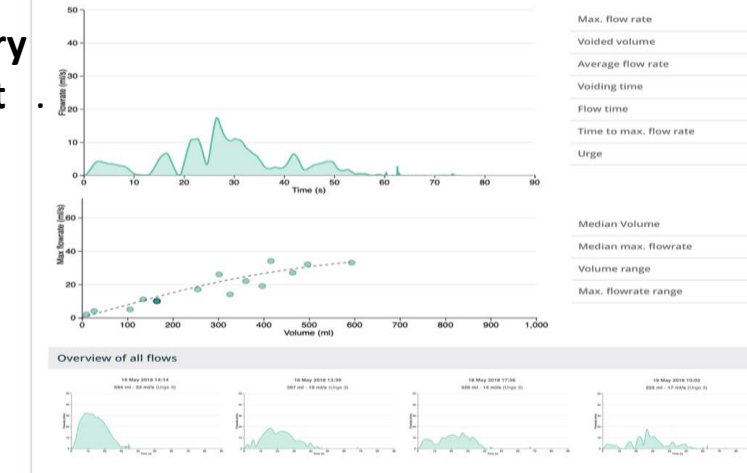 ry
t .
50
40
30
20
10
0
Flowrate (ml/s)
0 10 20 30 40 50 60 70 80 90
Time (s)
Max. flow rate
Voided volume
Average flow rate
Voiding time
Flow time
Time to max. flow rate
Urge
60
40
20
0
Max flowrate (ml/s)
0 100 200 300 400 500 600 700 800 900 1,000
Volume (ml)
Median Volume
Median max. flowrate
Volume range
Max. flowrate range
Overview of all flows